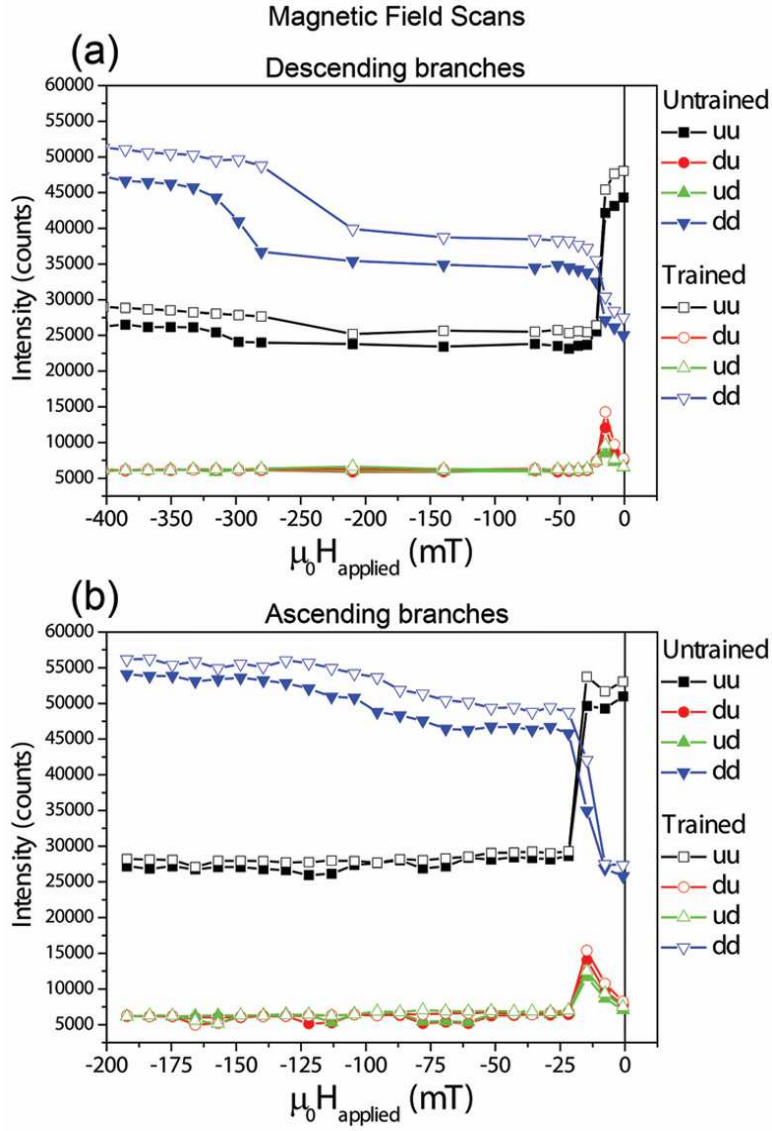 Magnetic Field Scans
(a)
Descending branches
60000
55000
50000
45000
40000
35000
30000
25000
20000
15000
10000
5000
Intensity (counts)
-400 -350 -300 -250 -200 -150 -100 -50 0
μ0Happlied (mT)
Untrained
uu
du
ud
dd
Trained
uu
du
ud
dd
(b)
Ascending branches
60000
55000
50000
45000
40000
35000
30000
25000
20000
15000
10000
5000
Intensity (counts)
-200 -175 -150 -125 -100 -75 -50 -25 0
μ0Happlied (mT)
Untrained
uu
du
ud
dd
Trained
uu
du
ud
dd